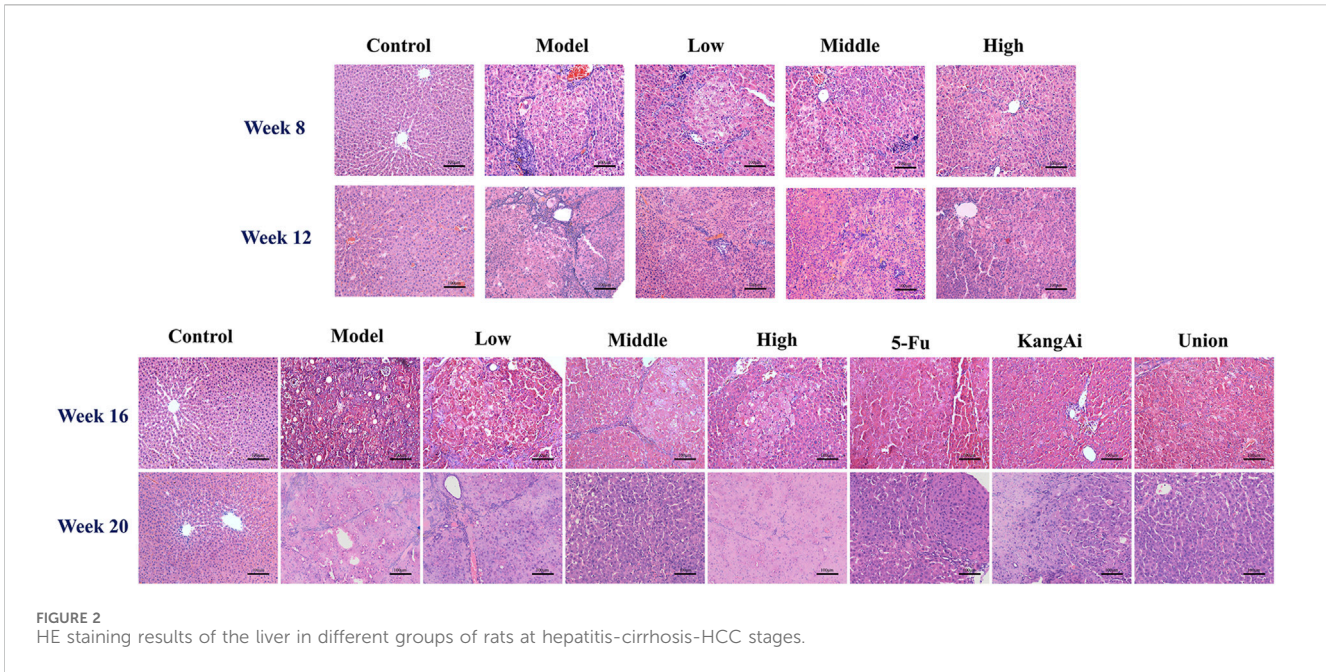 Control Model Low Middle High
Week 8
Week 12
Control Model Low Middle High 5-Fu KangAi Union
Week 16
Week 20
FIGURE 2
HE staining results of the liver in different groups of rats at hepatitis-cirrhosis-HCC stages.